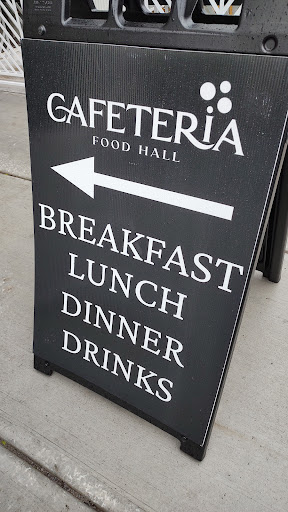 CAFETERIA
FOOD HALL
BREAKFAST
LUNCH
DINNER
DRINKS